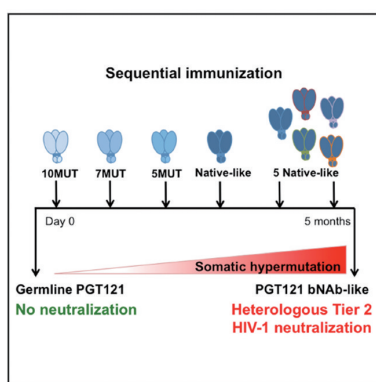 Sequential immunization
10MUT 7MUT 5MUT Native-like 5 Native-like
Day 0 5 months
Somatic hypermutation
Germline PGT121 PGT121 bNAb-like
No neutralization Heterologous Tier 2
HIV-1 neutralization